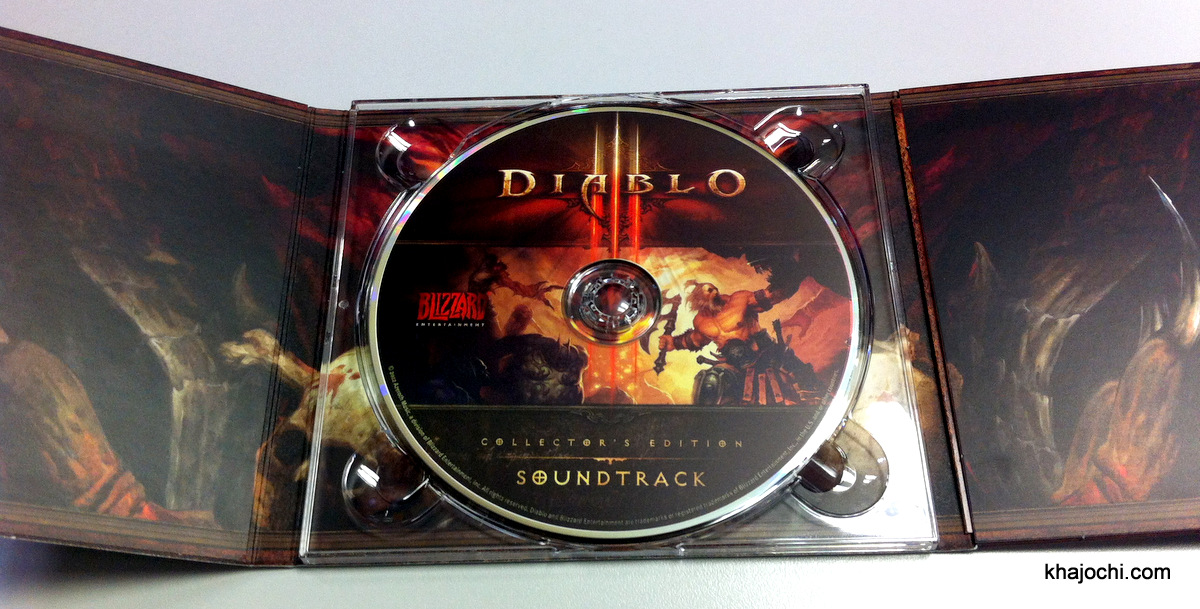 DIABLO
BLIZZARD
ENTERTAINMENT
COLLECTOR'S EDITION
SOUNDTRACK
khajochi.com